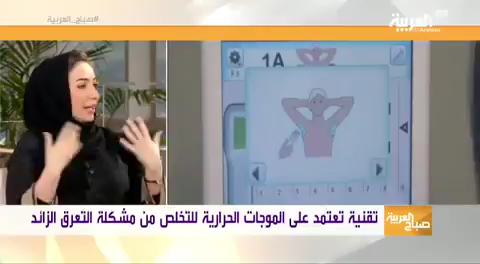 #صباح_العربية
العربية
1A
تقنية تعتمد على الموجات الحرارية للتخلص من مشكلة التعرق الزائد
صباح العربية